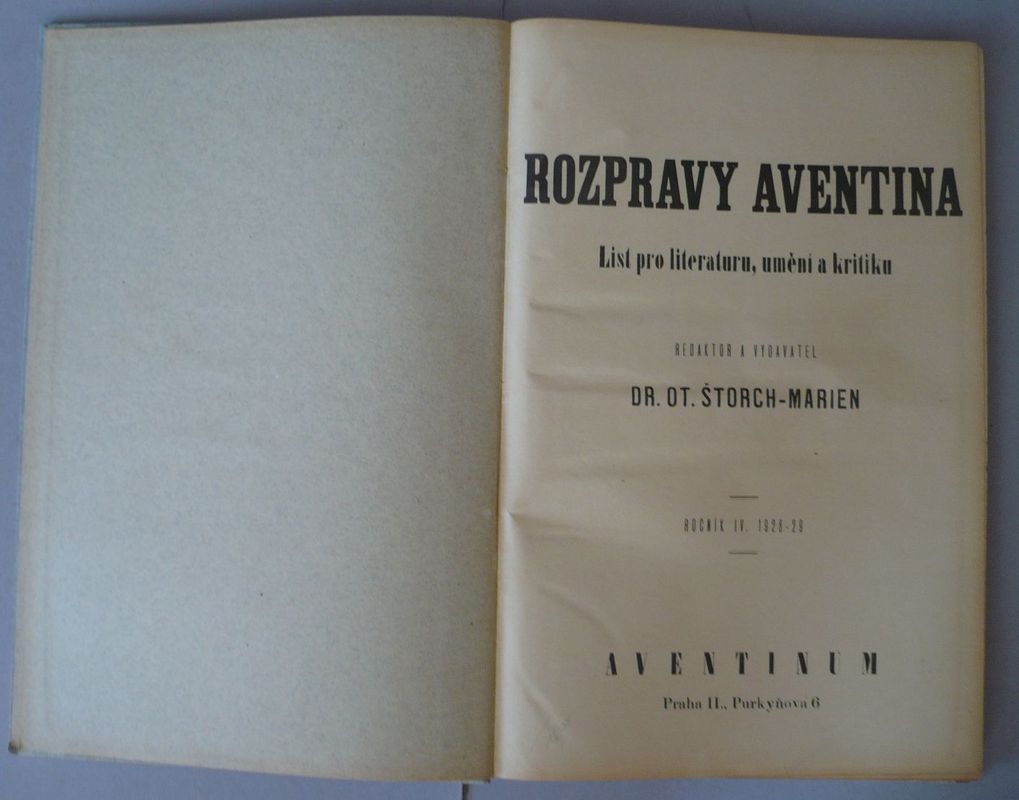 ROZPRAVY AVENTINA
List pro literaturu, umění a kritiku
REDAKTOR A VYDAVATEL
DR. OT. ŠTORCH-MARIEN
ROČNÍK IV. 1928-29
AVENTINUM
Praha II., Purkyňova 6